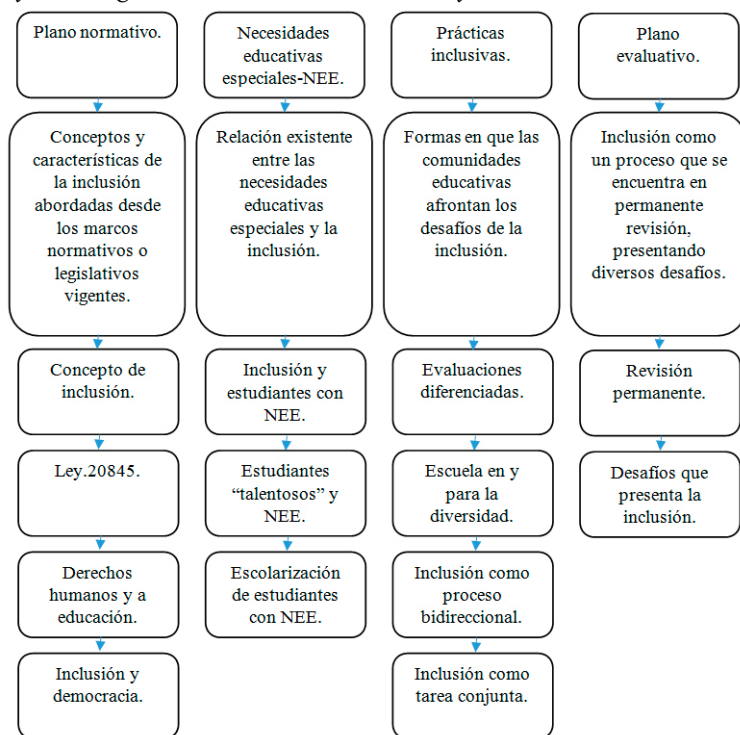 Plano normativo.
Conceptos y
características de
la inclusión
abordadas desde
los marcos
normativos o
legislativos
vigentes.
Concepto de
inclusión.
Ley.20845.
Derechos
humanos y a
educación.
Inclusión y
democracia.
Necesidades
educativas
especiales-NEE.
Relación existente
entre las
necesidades
educativas
especiales y la
inclusión.
Inclusión y
estudiantes con
NEE.
Estudiantes
“talentosos” y
NEE.
Escolarización
de estudiantes
con NEE.
Prácticas
inclusivas.
Formas en que las
comunidades
educativas
afrontan los
desafíos de la
inclusión.
Evaluaciones
diferenciadas.
Escuela en y
para la
diversidad.
Inclusión como
proceso
bidireccional.
Inclusión como
tarea conjunta.
Plano
evaluativo.
Inclusión como
un proceso que se
encuentra en
permanente
revisión,
presentando
diversos desafíos.
Revisión
permanente.
Desafíos que
presenta la
inclusión.